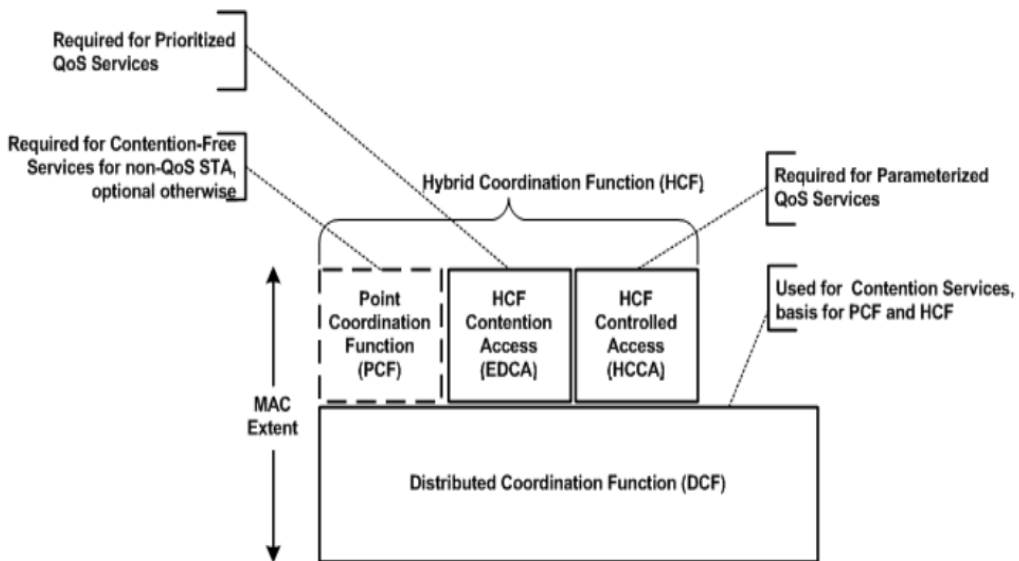 Required for Prioritized
QoS Services
Required for Contention-Free
Services for non-QoS STA,
optional otherwise
Hybrid Coordination Function (HCF)
Required for Parameterized
QoS Services
Used for Contention Services,
basis for PCF and HCF
Point
Coordination
Function
(PCF)
HCF
Contention
Access
(EDCA)
HCF
Controlled
Access
(HCCA)
MAC
Extent
Distributed Coordination Function (DCF)